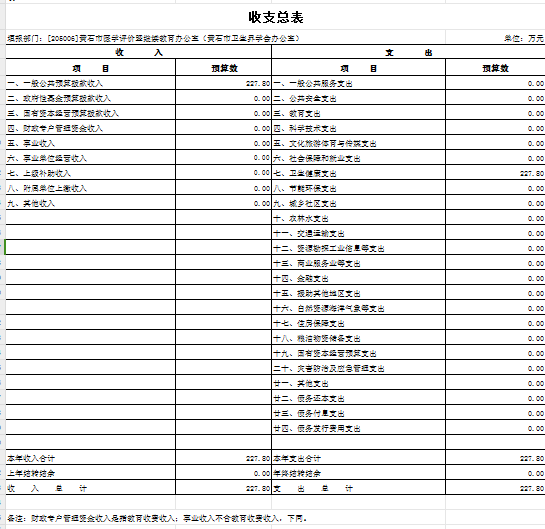 收支总表
填报部门：[205006]黄石市医学评价暨继续教育办公室（黄石市卫生界学会办公室） 单位：万元
收 入 支 出
项 目 预算数 项 目 预算数
一、一般公共预算拨款收入 227.80 一、一般公共服务支出 0.00
二、政府性基金预算拨款收入 0.00 二、公共安全支出 0.00
三、国有资本经营预算拨款收入 0.00 三、教育支出 0.00
四、财政专户管理资金收入 0.00 四、科学技术支出 0.00
五、事业收入 0.00 五、文化旅游体育与传媒支出 0.00
六、事业单位经营收入 0.00 六、社会保障和就业支出 0.00
七、上级补助收入 0.00 七、卫生健康支出 227.80
八、附属单位上缴收入 0.00 八、节能环保支出 0.00
九、其他收入 0.00 九、城乡社区支出 0.00
十、农林水支出 0.00
十一、交通运输支出 0.00
十二、资源勘探工业信息等支出 0.00
十三、商业服务业等支出 0.00
十四、金融支出 0.00
十五、援助其他地区支出 0.00
十六、自然资源海洋气象等支出 0.00
十七、住房保障支出 0.00
十八、粮油物资储备支出 0.00
十九、国有资本经营预算支出 0.00
二十、灾害防治及应急管理支出 0.00
廿一、其他支出 0.00
廿二、债务还本支出 0.00
廿三、债务付息支出 0.00
廿四、债务发行费用支出 0.00
本年收入合计 227.80 本年支出合计 227.80
上年结转结余 0.00 年终结转结余 0.00
收 入 总 计 227.80 支 出 总 计 227.80
备注：财政专户管理资金收入是指教育收费收入；事业收入不含教育收费收入，下同。